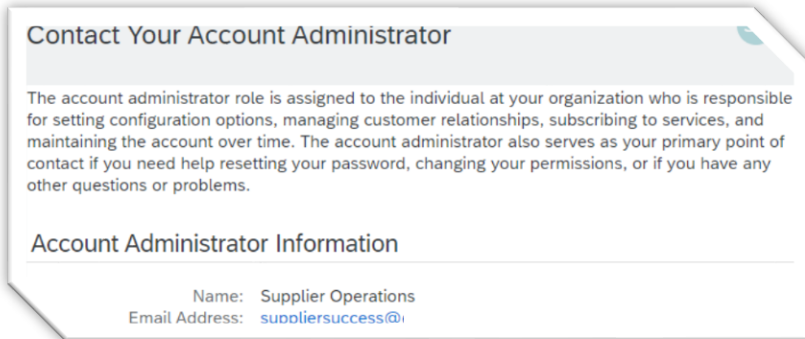 Contact Your Account Administrator
The account administrator role is assigned to the individual at your organization who is responsible
for setting configuration options, managing customer relationships, subscribing to services, and
maintaining the account over time. The account administrator also serves as your primary point of
contact if you need help resetting your password, changing your permissions, or if you have any
other questions or problems.
Account Administrator Information
Name: Supplier Operations
Email Address: suppliersuccess@